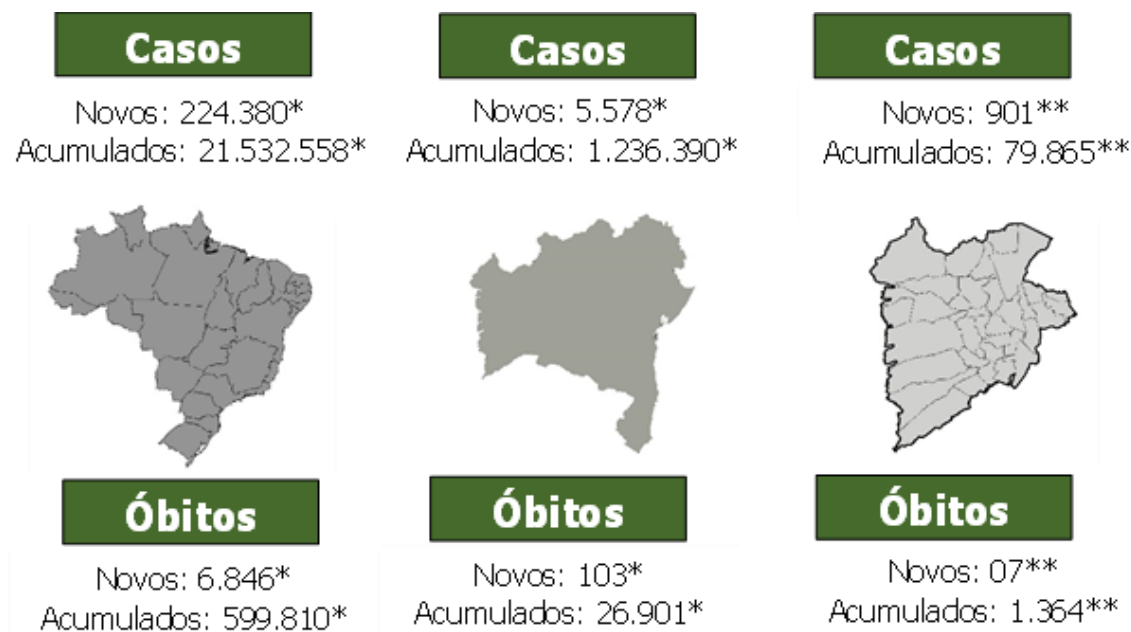 Casos
Novos: 224.380*
Acumulados: 21.532.558*
Óbitos
Novos: 6.846*
Acumulados: 599.810*
Casos
Novos: 5.578*
Acumulados: 1.236.390*
Óbitos
Novos: 103*
Acumulados: 26.901*
Casos
Novos: 901**
Acumulados: 79.865**
Óbitos
Novos: 07**
Acumulados: 1.364**